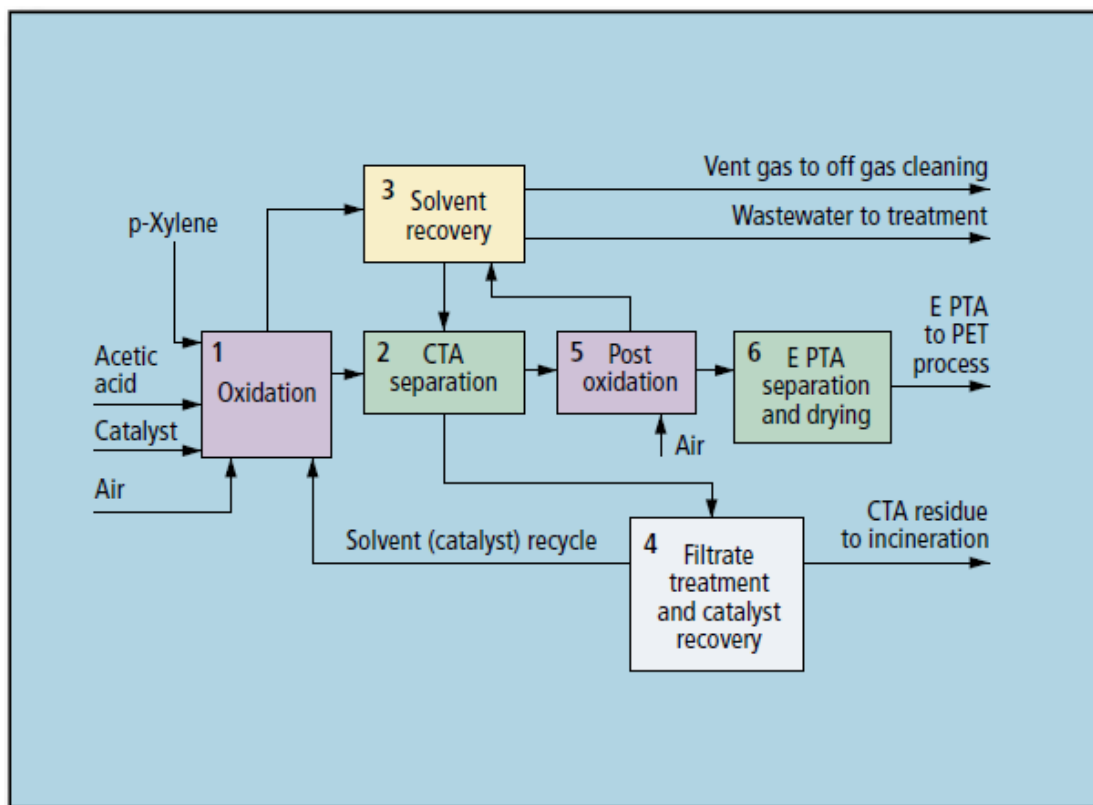 Vent gas to off gas cleaning
3 Solvent
recovery
Wastewater to treatment
p-Xylene
E PTA
to PET
process
1
Oxidation
2 CTA
separation
5 Post
oxidation
6 E PTA
separation
and drying
Acetic
acid
Catalyst
Air
Air
Solvent (catalyst) recycle
4 Filtrate
treatment
and catalyst
recovery
CTA residue
to incineration